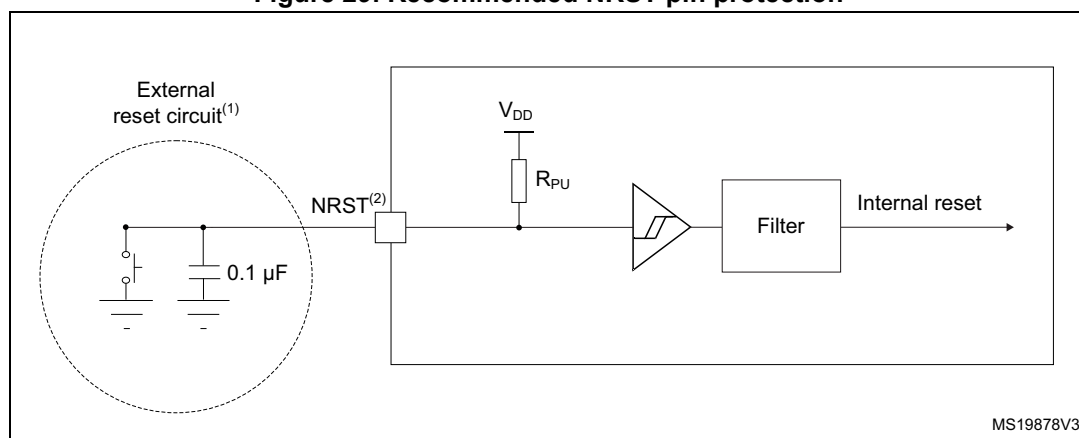 Figure 26. Recommended NRST pin protection
External
reset circuit(1)
VDD
RPU
NRST(2)
0.1 µF
Filter
Internal reset
MS19878V3